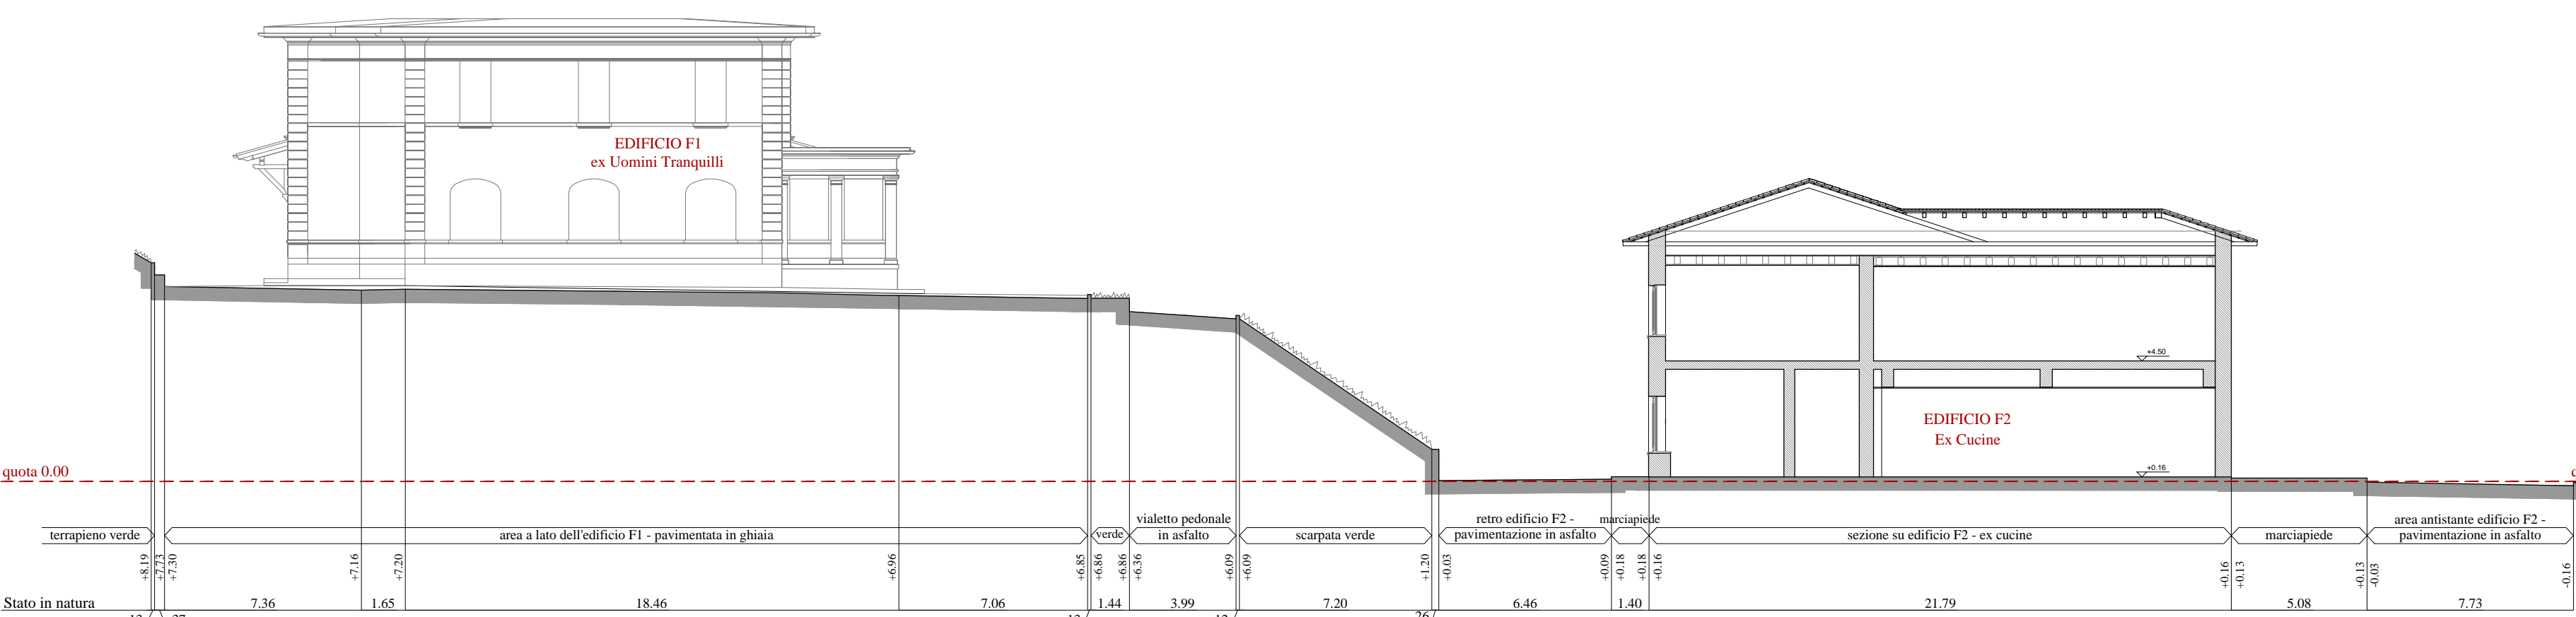 EDIFICIO F1
ex Uomini Tranquilli
+4.50
EDIFICIO F2
Ex Cucine
+0.16
quota 0.00
terrapieno verde
area a lato dell'edificio F1 - pavimentata in ghiaia
verde
vialetto pedonale
in asfalto
scarpata verde
retro edificio F2 -
pavimentazione in asfalto
marciapiede
sezione su edificio F2 - ex cucine
marciapiede
area antistante edificio F2 -
pavimentazione in asfalto
+8.19
+7.73
+7.30
+7.16
+7.20
+6.96
+6.85
+6.86
+6.86
+6.36
+6.09
+6.09
+1.20
+0.03
+0.09
+0.18
+0.18
+0.16
+0.16
+0.13
+0.13
-0.03
-0.16
Stato in natura
7.36
1.65
18.46
7.06
1.44
3.99
7.20
6.46
1.40
21.79
5.08
7.73